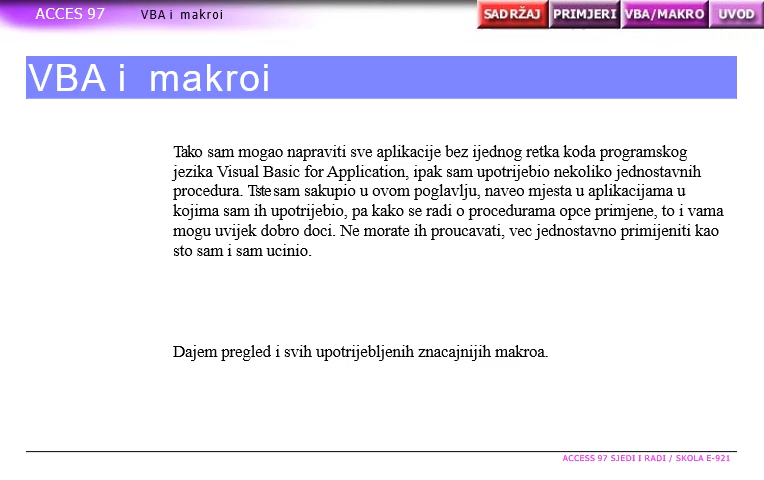 ACCES 97 VBA i makroi SADRŽAJ PRIMJERI VBA/MAKRO UVOD
VBA i makroi
Tako sam mogao napraviti sve aplikacije bez ijednog retka koda programskog
jezika Visual Basic for Application, ipak sam upotrijebio nekoliko jednostavnih
procedura. Tste sam sakupio u ovom poglavlju, naveo mjesta u aplikacijama u
kojima sam ih upotrijebio, pa kako se radi o procedurama opce primjene, to i vama
mogu uvijek dobro doci. Ne morate ih proucavati, vec jednostavno primijeniti kao
sto sam i sam ucinio.
Dajem pregled i svih upotrijebljenih znacajnijih makroa.
ACCESS 97 SJEDI I RADI / SKOLA E-921